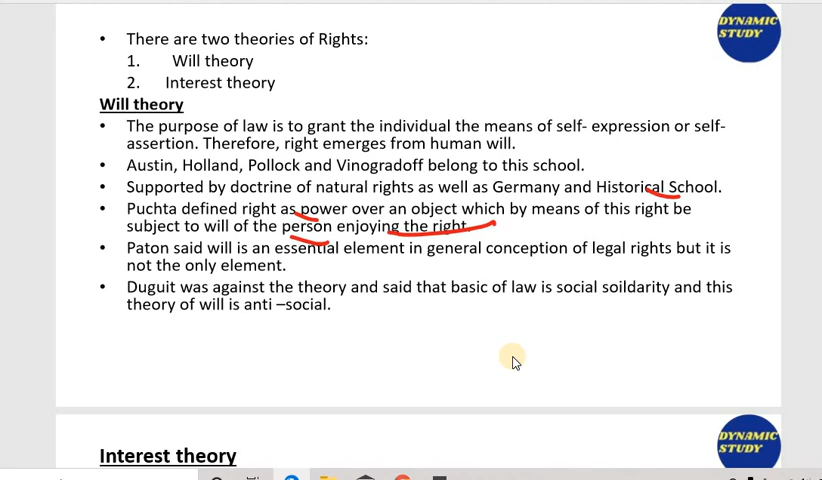 DYNAMIC
STUDY
• There are two theories of Rights:
1. Will theory
2. Interest theory
Will theory
• The purpose of law is to grant the individual the means of self- expression or self-
assertion. Therefore, right emerges from human will.
• Austin, Holland, Pollock and Vinogradoff belong to this school.
• Supported by doctrine of natural rights as well as Germany and Historical School.
• Puchta defined right as power over an object which by means of this right be
subject to will of the person enjoying the right.
• Paton said will is an essential element in general conception of legal rights but it is
not the only element.
• Duguit was against the theory and said that basic of law is social soildarity and this
theory of will is anti –social.
DYNAMIC
STUDY
Interest theory